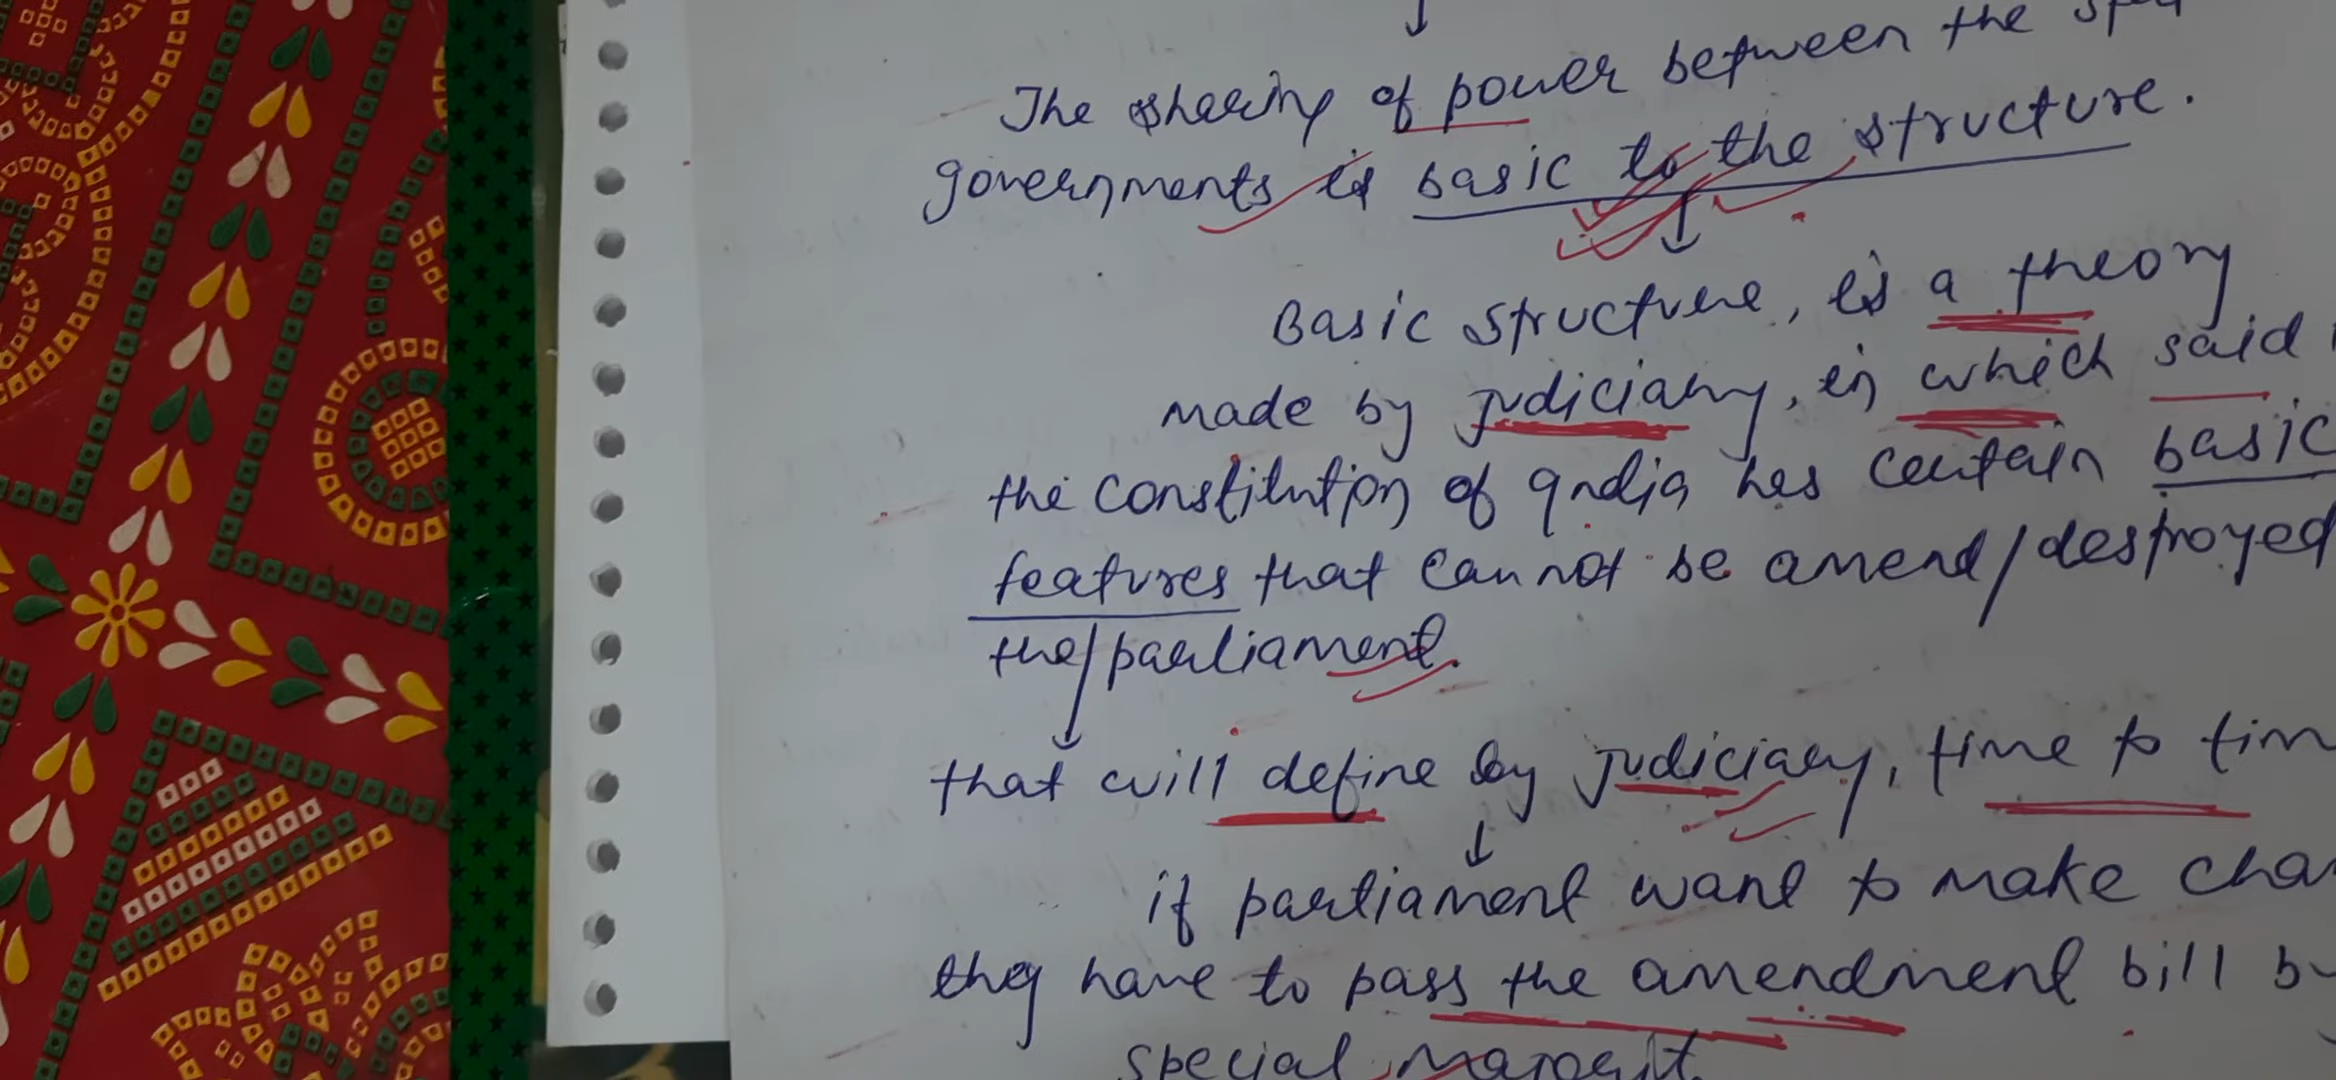 The sharing of power between the
governments is basic to the structure.
Basic structure, is a theory
made by judiciary, in which said
the constitution of India has certain basic
features that cannot be amend/destroyed
the parliament.
that will define by judiciary, time to tim
if parliament want to make cha
they have to pass the amendment bill b
special